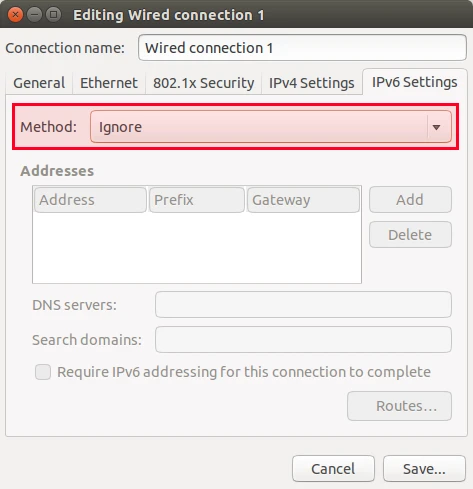 Editing Wired connection 1
Connection name: Wired connection 1
General Ethernet 802.1x Security IPv4 Settings IPv6 Settings
Method: Ignore
Addresses
Address Prefix Gateway Add
Delete
DNS servers:
Search domains:
Require IPv6 addressing for this connection to complete
Routes...
Cancel Save...